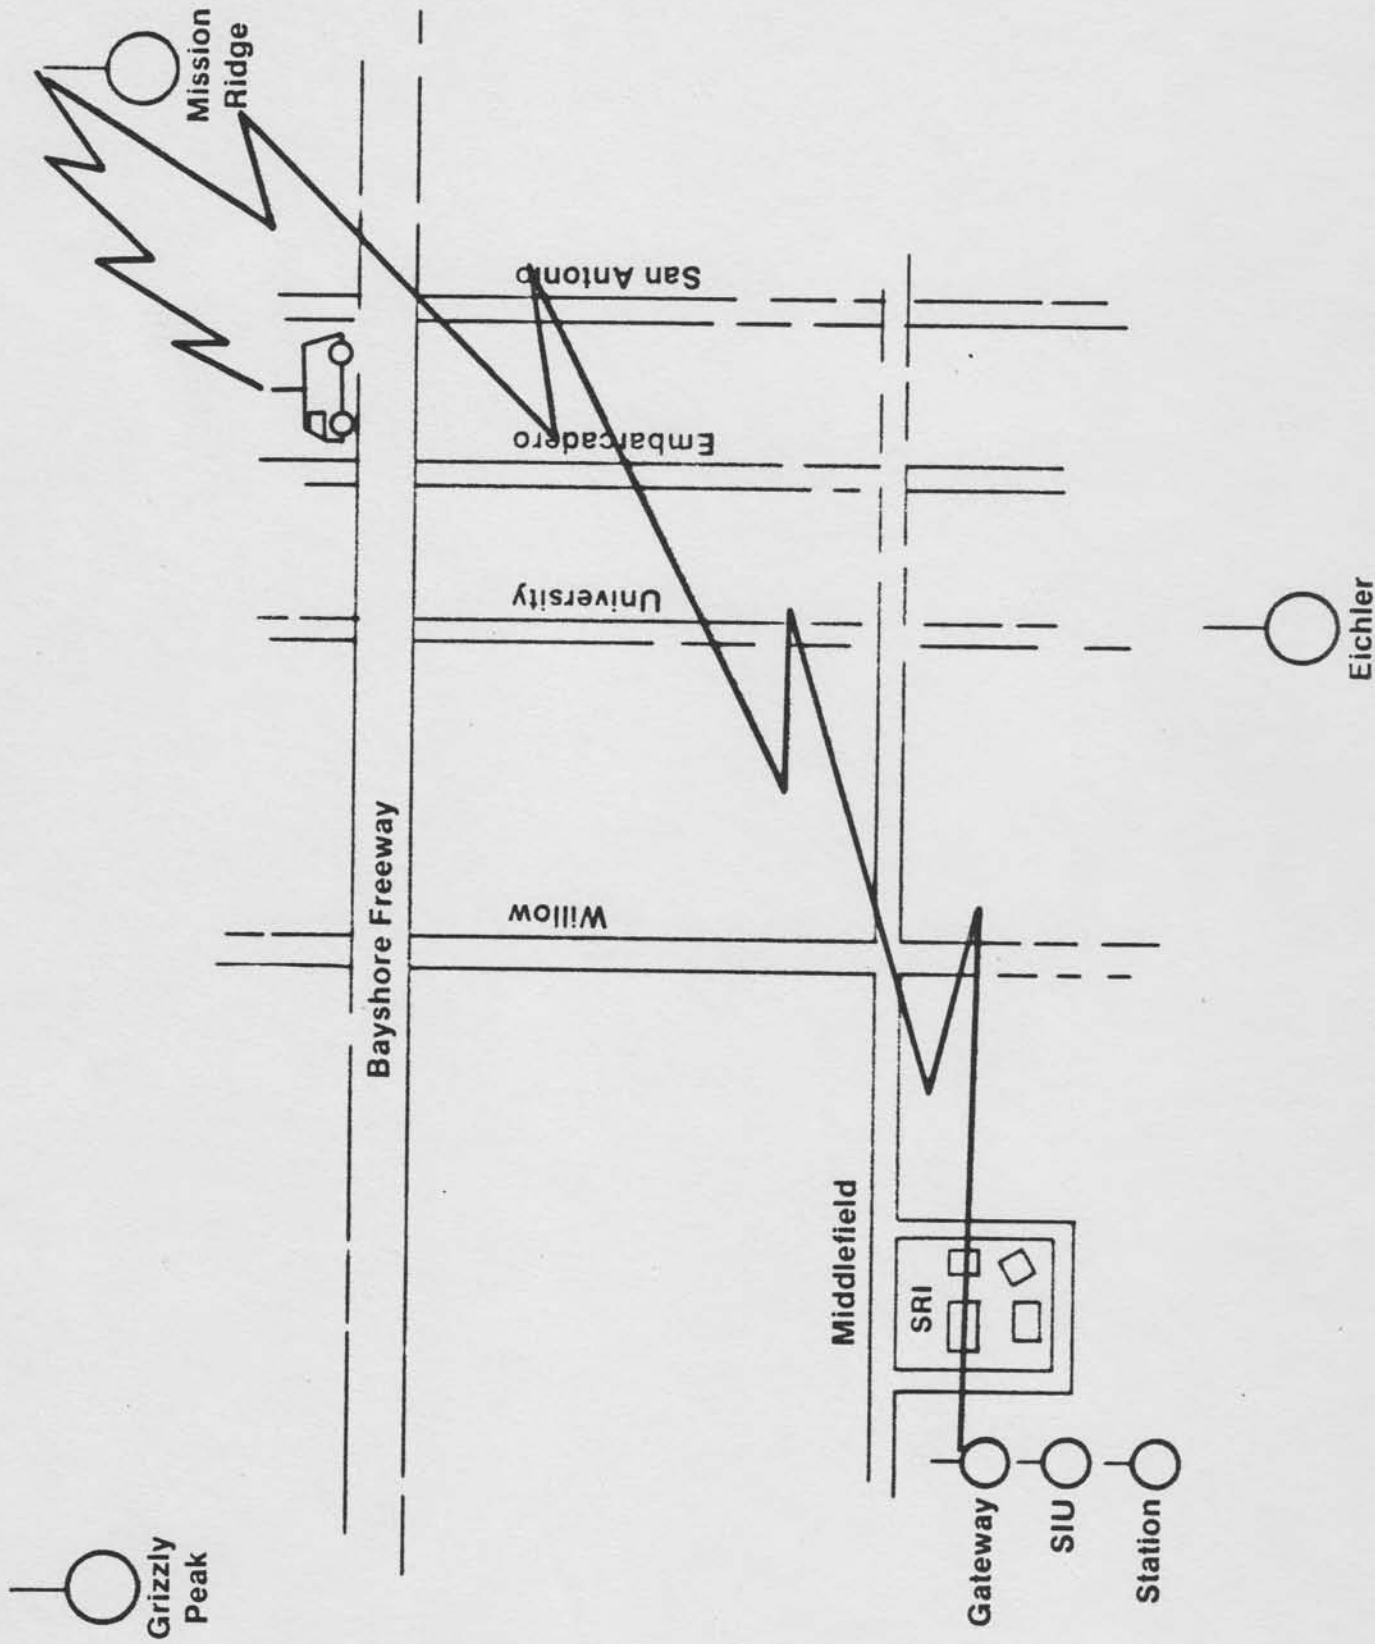 Grizzly
Peak
Mission
Ridge
Bayshore Freeway
Willow
University
Embarcadero
San Antonio
Middlefield
SRI
Gateway
SIU
Station
Eichler